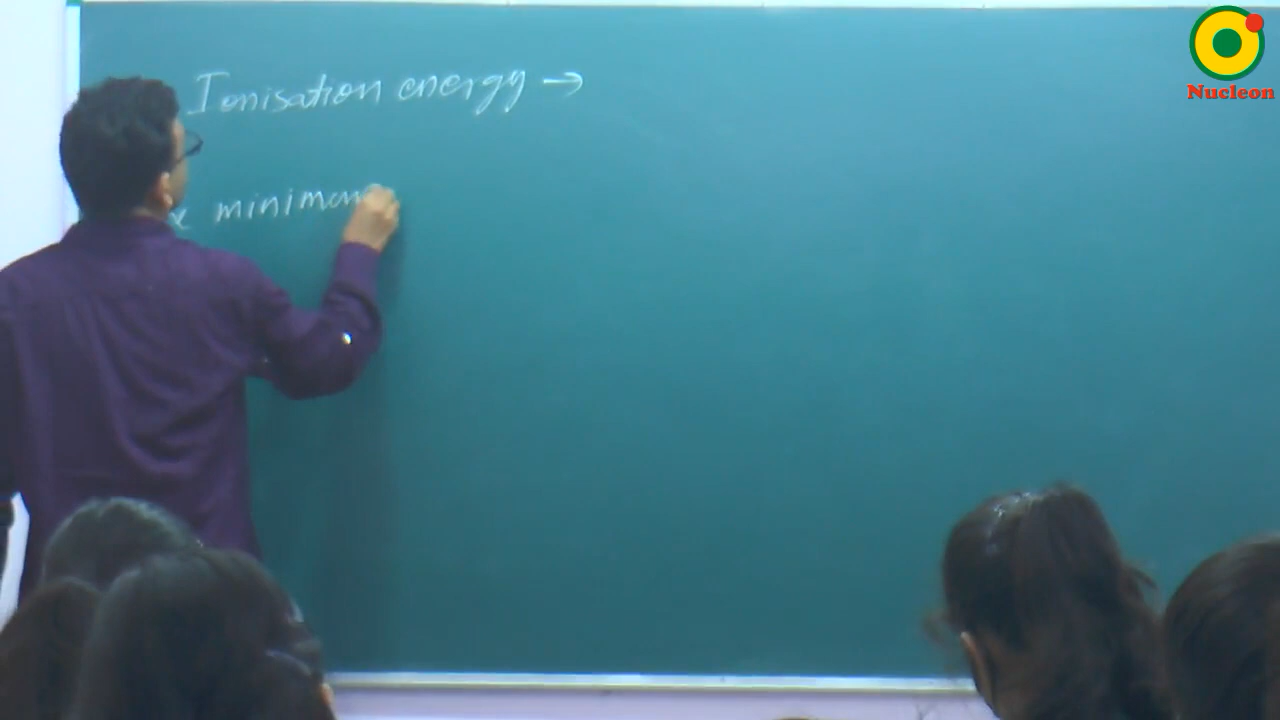 Ionisation energy →
minimum
Nucleon